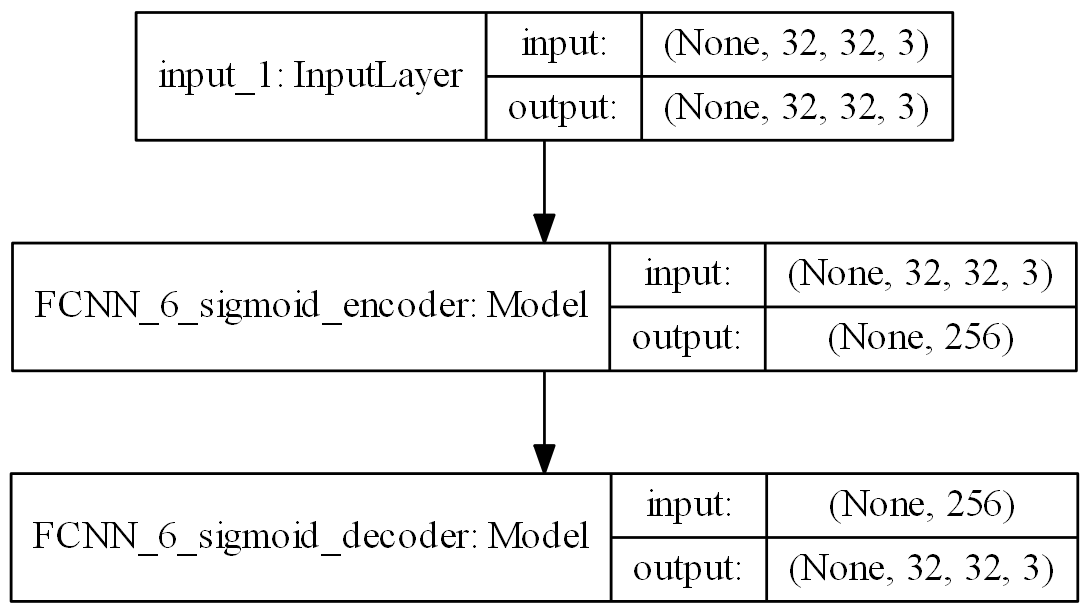 input_1: InputLayer
input: (None, 32, 32, 3)
output: (None, 32, 32, 3)
FCNN_6_sigmoid_encoder: Model
input: (None, 32, 32, 3)
output: (None, 256)
FCNN_6_sigmoid_decoder: Model
input: (None, 256)
output: (None, 32, 32, 3)